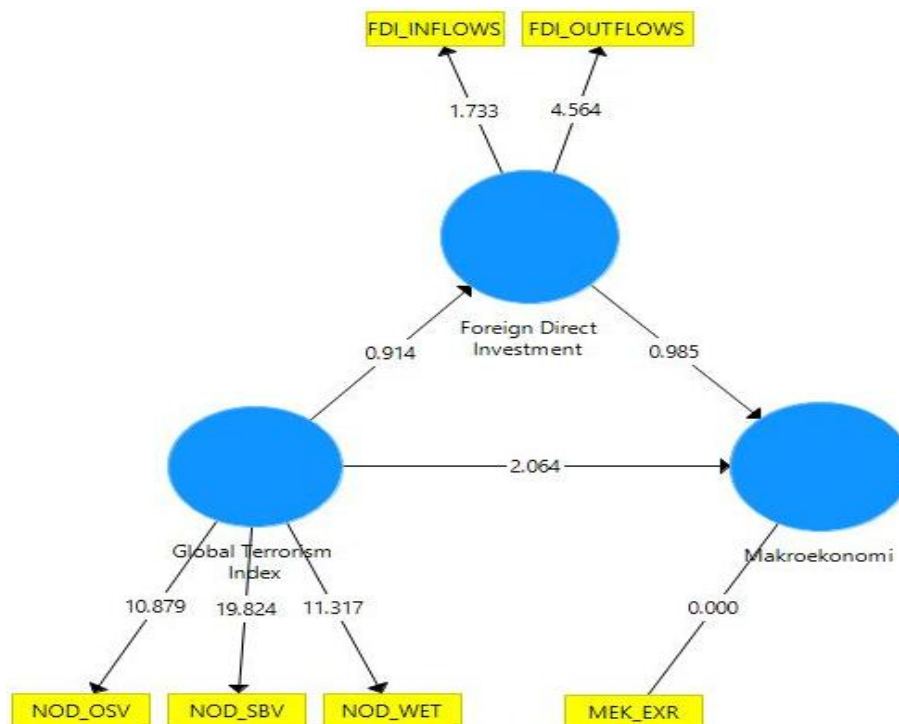 FDI_INFLOWS
FDI_OUTFLOWS
1.733
4.564
Foreign Direct
Investment
0.914
0.985
2.064
Global Terrorism
Index
Makroekonomi
10.879
19.824
11.317
0.000
NOD_OSV
NOD_SBV
NOD_WET
MEK_EXR